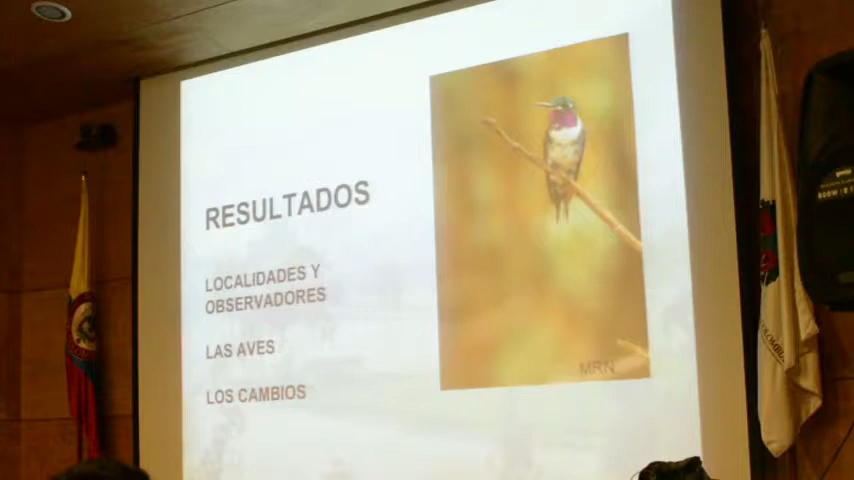 RESULTADOS
LOCALIDADES Y
OBSERVADORES
LAS AVES
LOS CAMBIOS
MRN